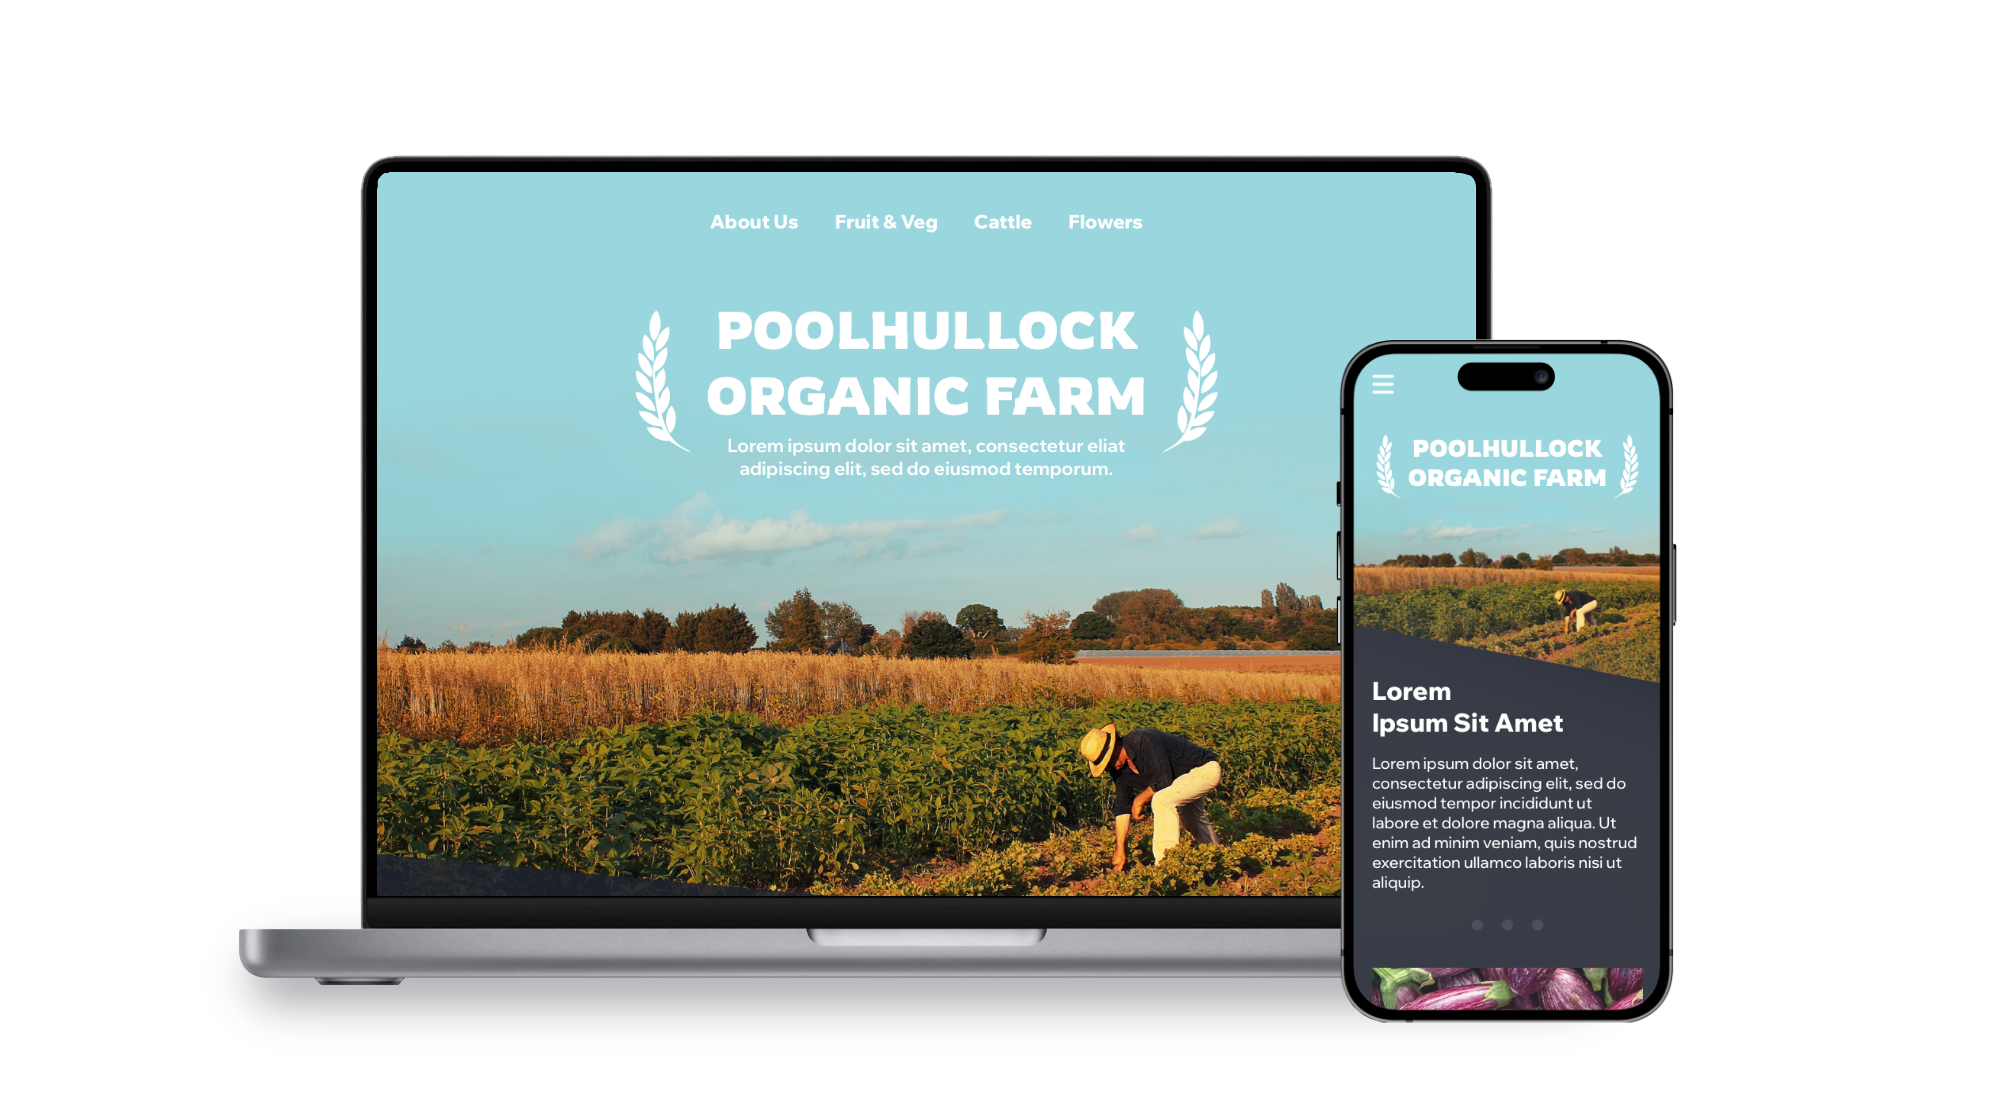 About Us Fruit & Veg Cattle Flowers
POOLHULLOCK
ORGANIC FARM
Lorem ipsum dolor sit amet, consectetur eliat
adipiscing elit, sed do eiusmod temporum.
POOLHULLOCK
ORGANIC FARM
Lorem
Ipsum Sit Amet
Lorem ipsum dolor sit amet,
consectetur adipiscing elit, sed do
eiusmod tempor incididunt ut
labore et dolore magna aliqua. Ut
enim ad minim veniam, quis nostrud
exercitation ullamco laboris nisi ut
aliquip.